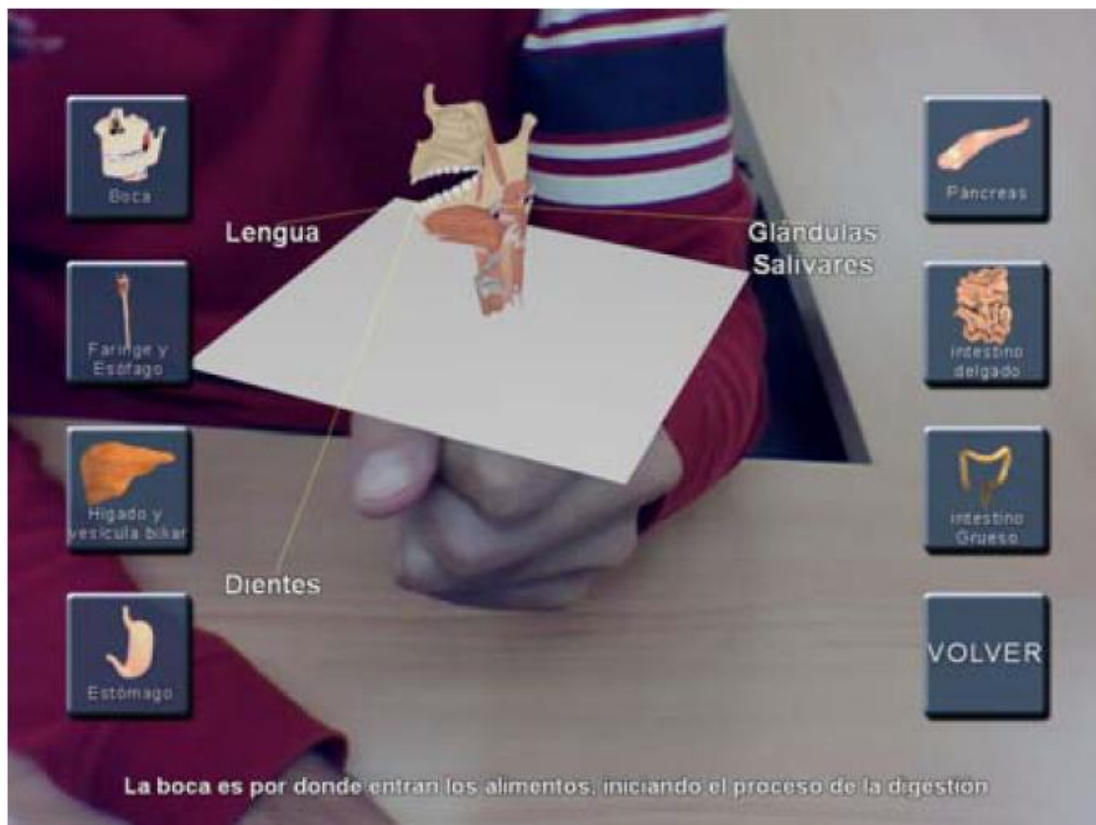 Boca
Faringe y
Esófago
Hígado y
vesícula biliar
Estómago
Lengua
Dientes
Glándulas
Salivares
Páncreas
Intestino
delgado
Intestino
Grueso
VOLVER
La boca es por donde entran los alimentos, iniciando el proceso de la digestión